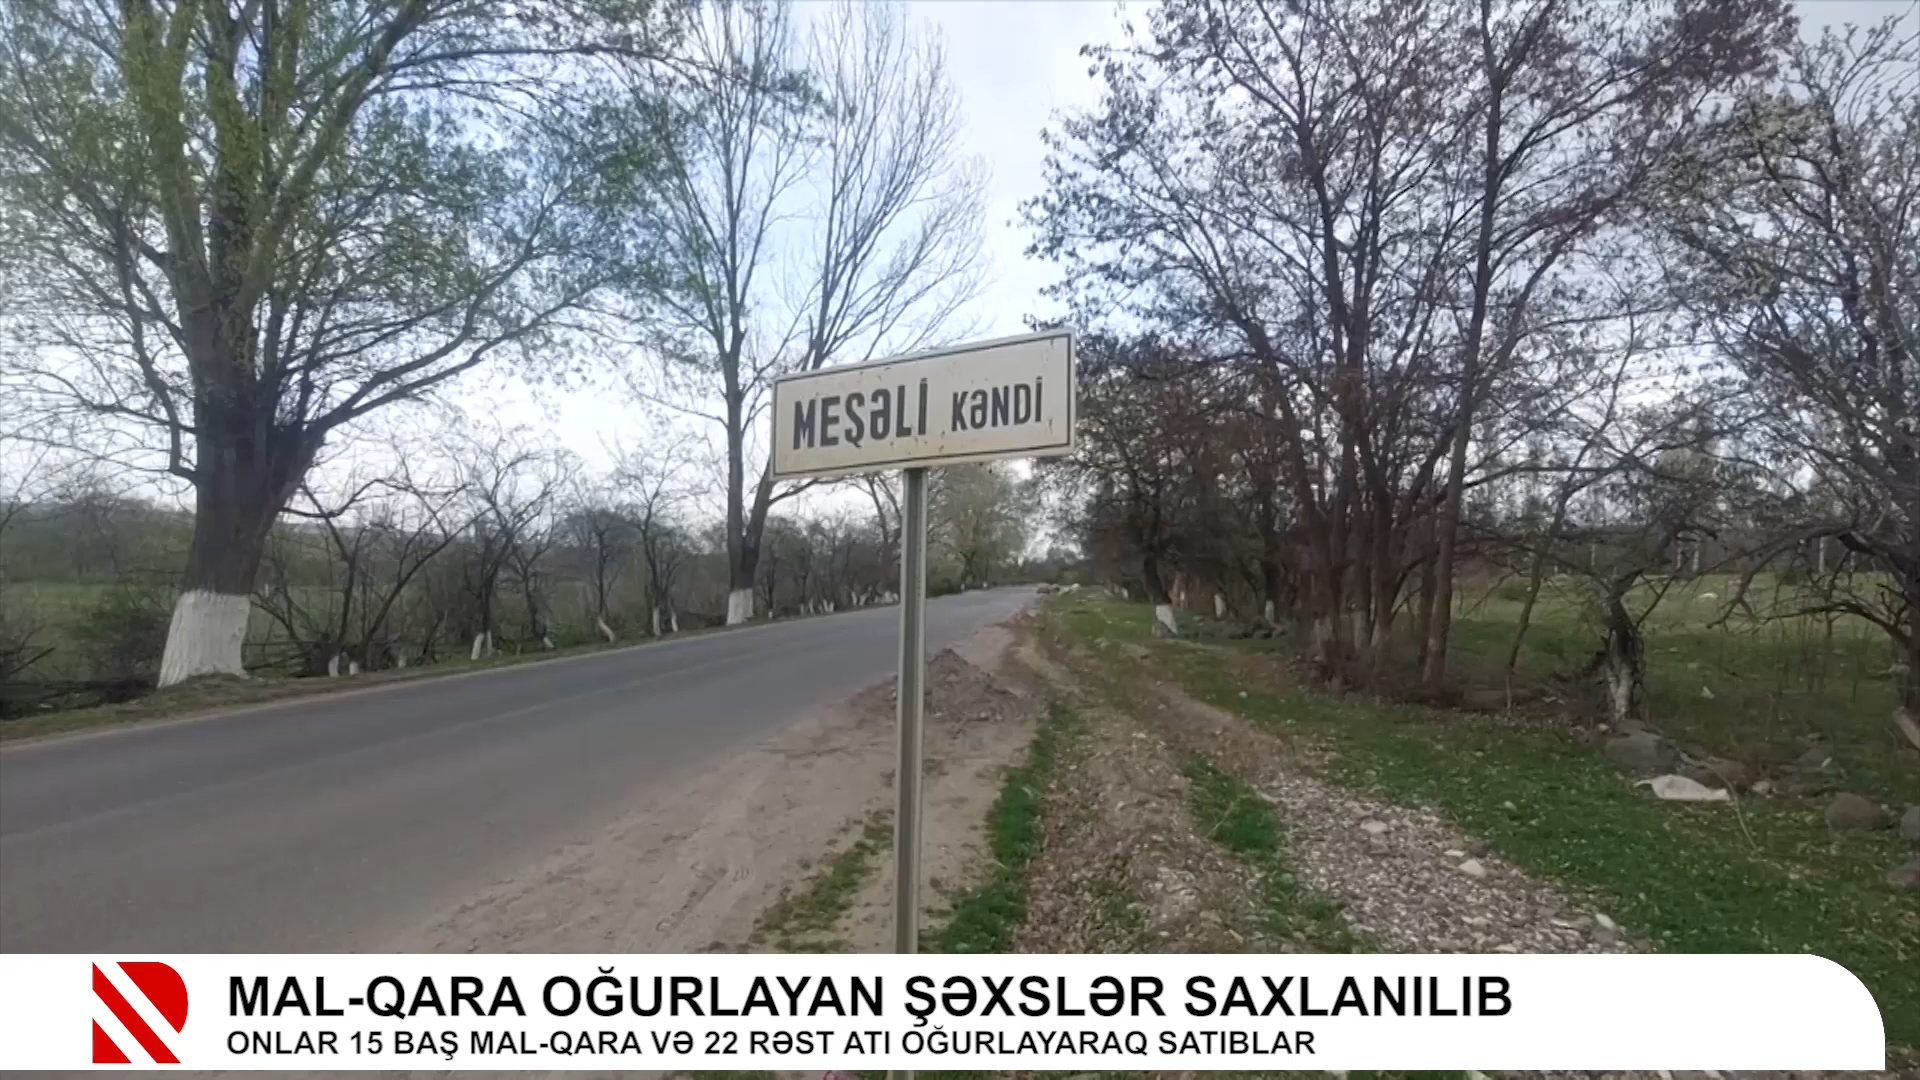 MEŞƏLİ KƏNDİ
MAL-QARA OĞURLAYAN ŞƏXSLƏR SAXLANILIB
ONLAR 15 BAŞ MAL-QARA VƏ 22 RƏST ATI OĞURLAYARAQ SATIBLAR